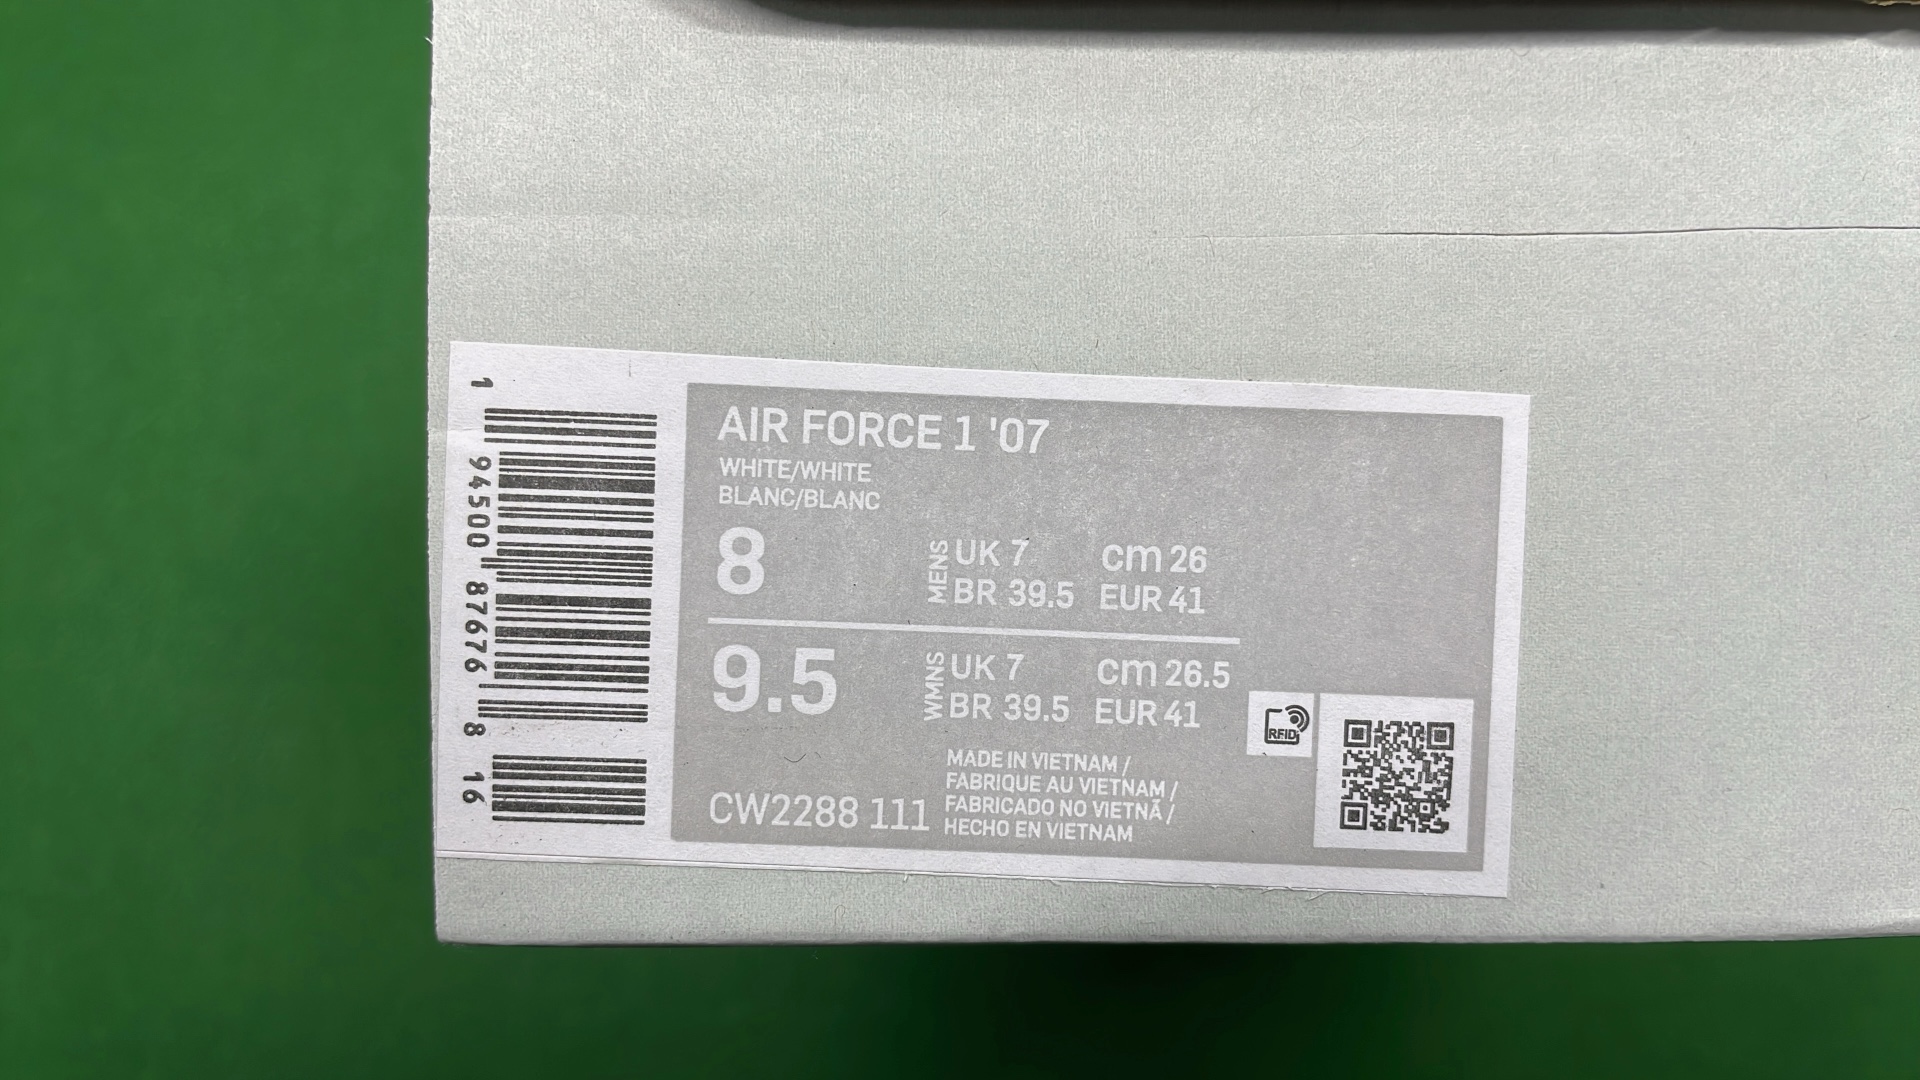 1 94500 87676 8 16
AIR FORCE 1 '07
WHITE/WHITE
BLANC/BLANC
8 MENS UK 7 cm 26
BR 39.5 EUR 41
9.5 WMNS UK 7 cm 26.5
BR 39.5 EUR 41
RFID
MADE IN VIETNAM /
FABRIQUE AU VIETNAM /
FABRICADO NO VIETNÃ /
HECHO EN VIETNAM
CW2288 111